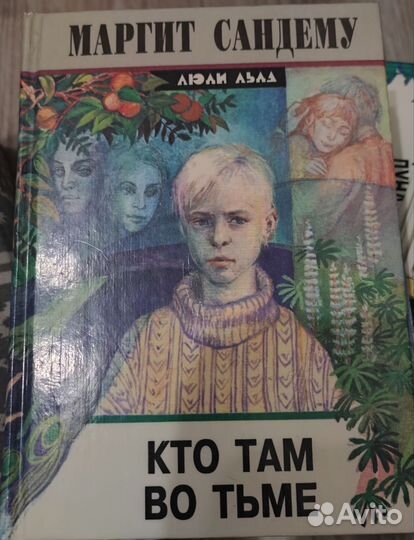 МАРГИТ САНДЕМУ
ЛЮДИ ЛЬДА
КТО ТАМ
ВО ТЬМЕ
Avito